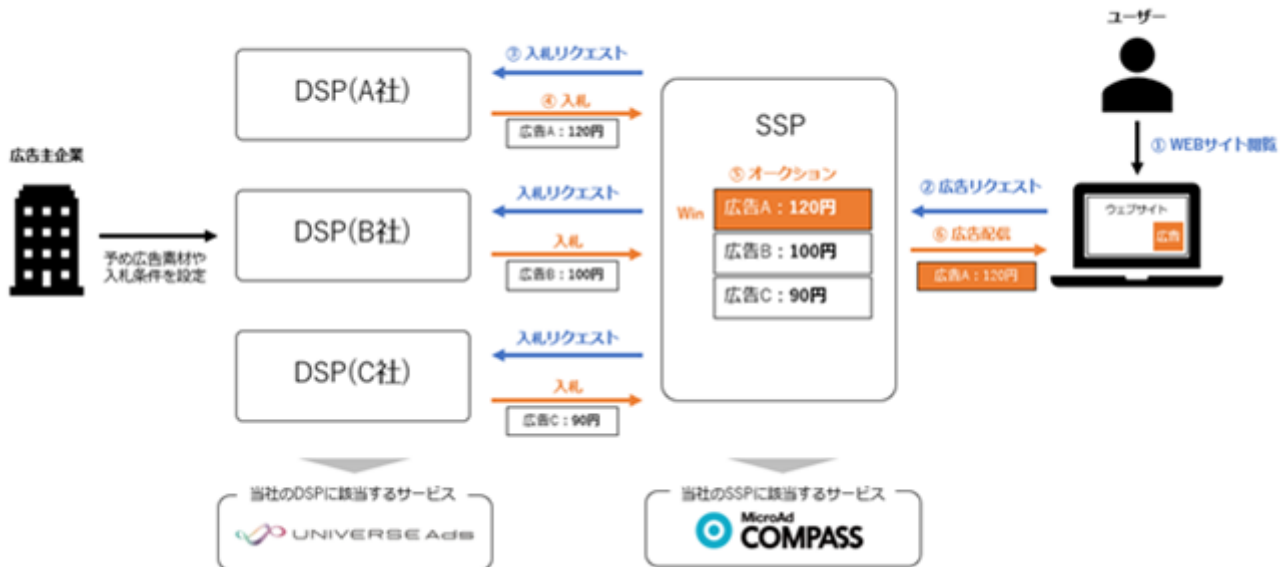 ユーザー
① WEBサイト閲覧
ウェブサイト
広告
② 広告リクエスト
⑥ 広告配信
広告A：120円
SSP
⑤ オークション
Win
広告A：120円
広告B：100円
広告C：90円
③ 入札リクエスト
④ 入札
広告A：120円
入札リクエスト
入札
広告B：100円
入札リクエスト
入札
広告C：90円
DSP(A社)
DSP(B社)
DSP(C社)
広告主企業
予め広告素材や
入札条件を設定
当社のDSPに該当するサービス
UNIVERSE Ads
当社のSSPに該当するサービス
MicroAd
COMPASS